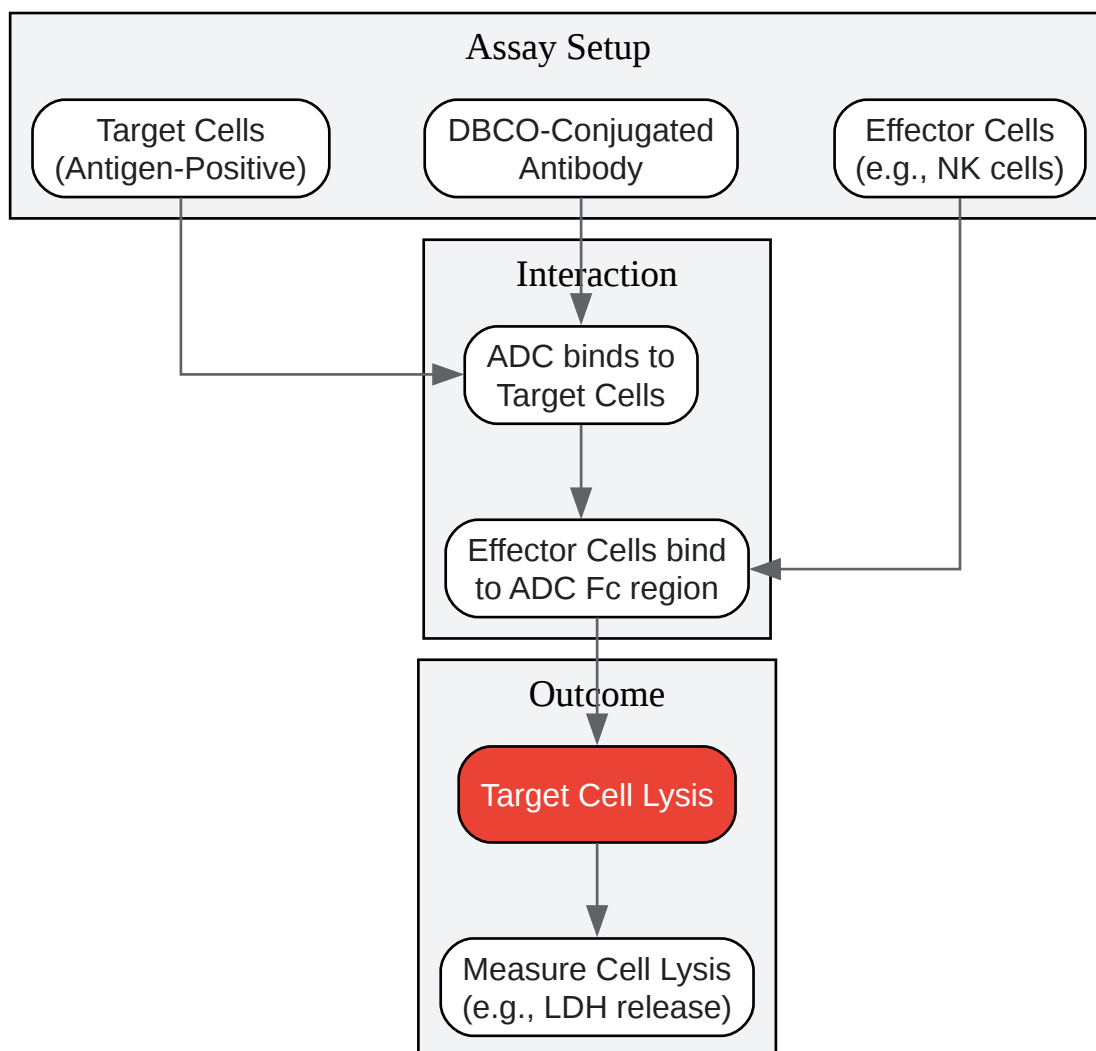 Assay Setup
Target Cells
(Antigen-Positive)
DBCO-Conjugated
Antibody
Effector Cells
(e.g., NK cells)
Interaction
ADC binds to
Target Cells
Effector Cells bind
to ADC Fc region
Outcome
Target Cell Lysis
Measure Cell Lysis
(e.g., LDH release)